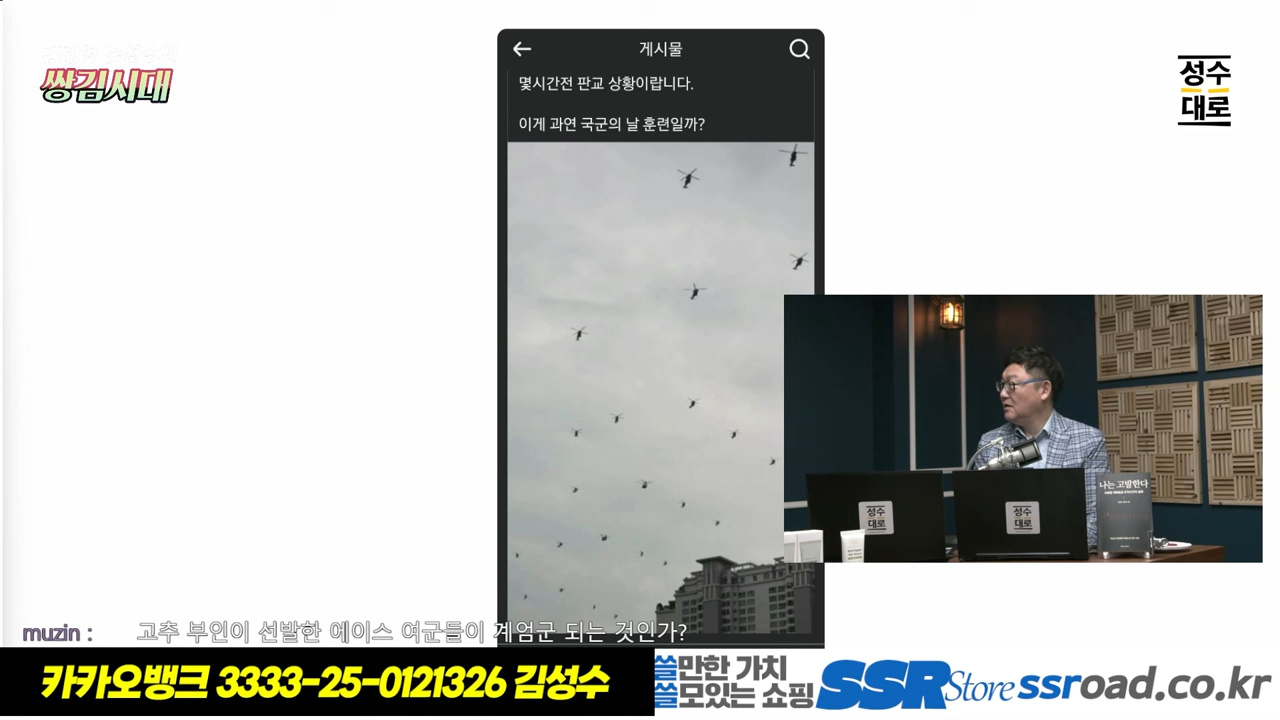 쌍김시대
게시물
몇시간전 판교 상황이랍니다.
이게 과연 국군의 날 훈련일까?
성수
대로
나는 고발한다
성수
대로
성수
대로
muzin : 고추 부인이 선발한 에이스 여군들이 계엄군 되는 것인가?
카카오뱅크 3333-25-0121326 김성수
쓸만한 가치
쓸모있는 쇼핑
SSR Store ssroad.co.kr